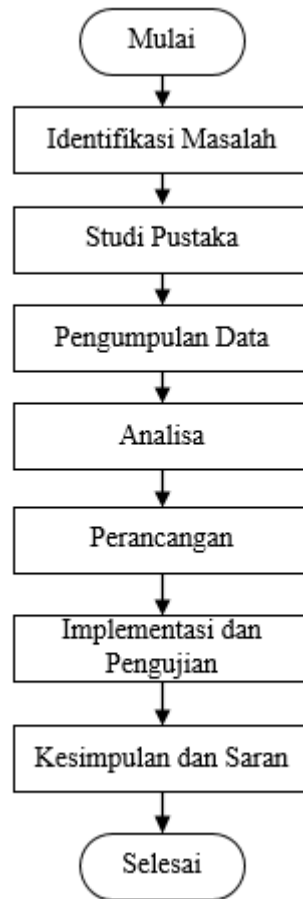 Mulai
Identifikasi Masalah
Studi Pustaka
Pengumpulan Data
Analisa
Perancangan
Implementasi dan
Pengujian
Kesimpulan dan Saran
Selesai